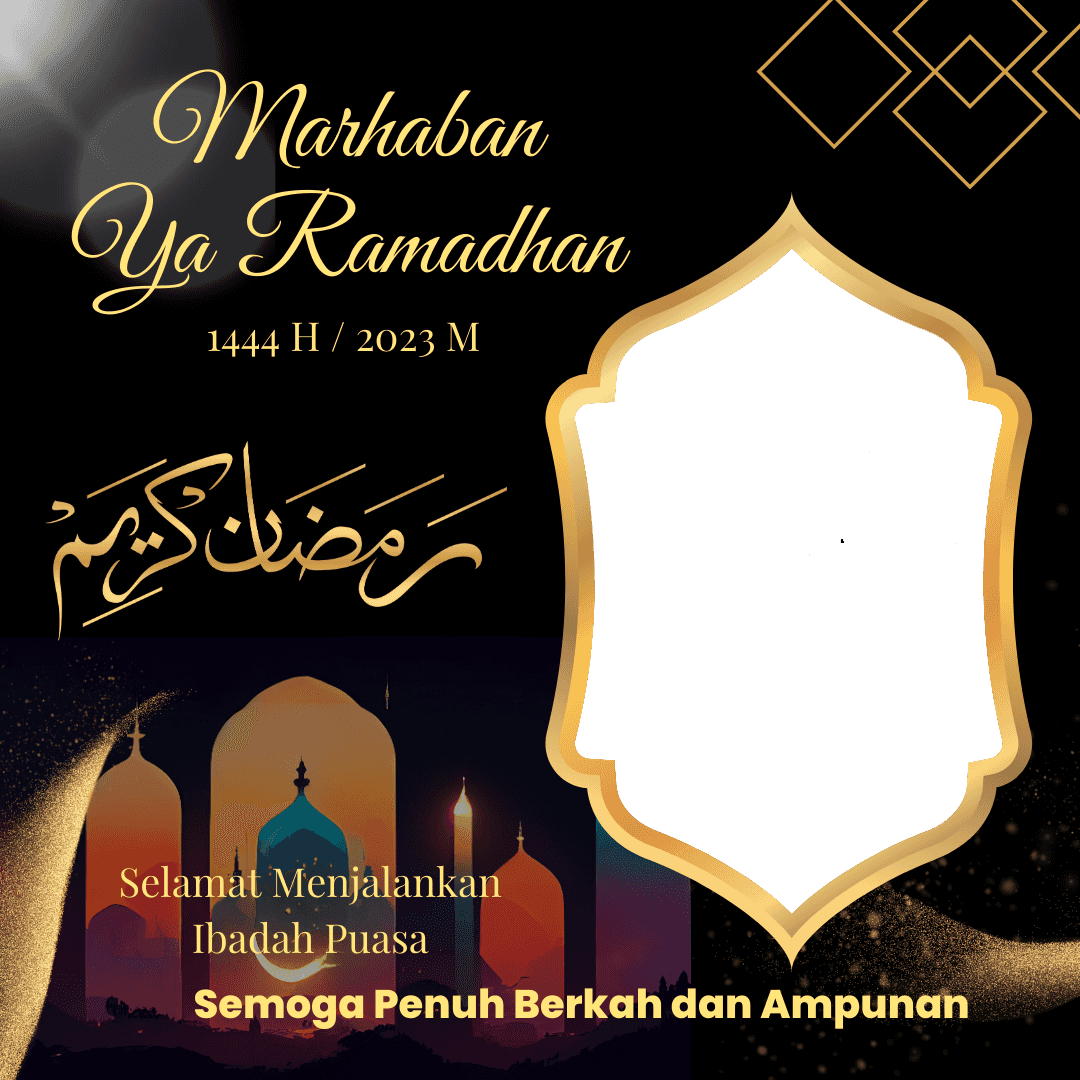 Marhaban
Ya Ramadhan
1444 H / 2023 M
رمضان كريم
Selamat Menjalankan
Ibadah Puasa
Semoga Penuh Berkah dan Ampunan